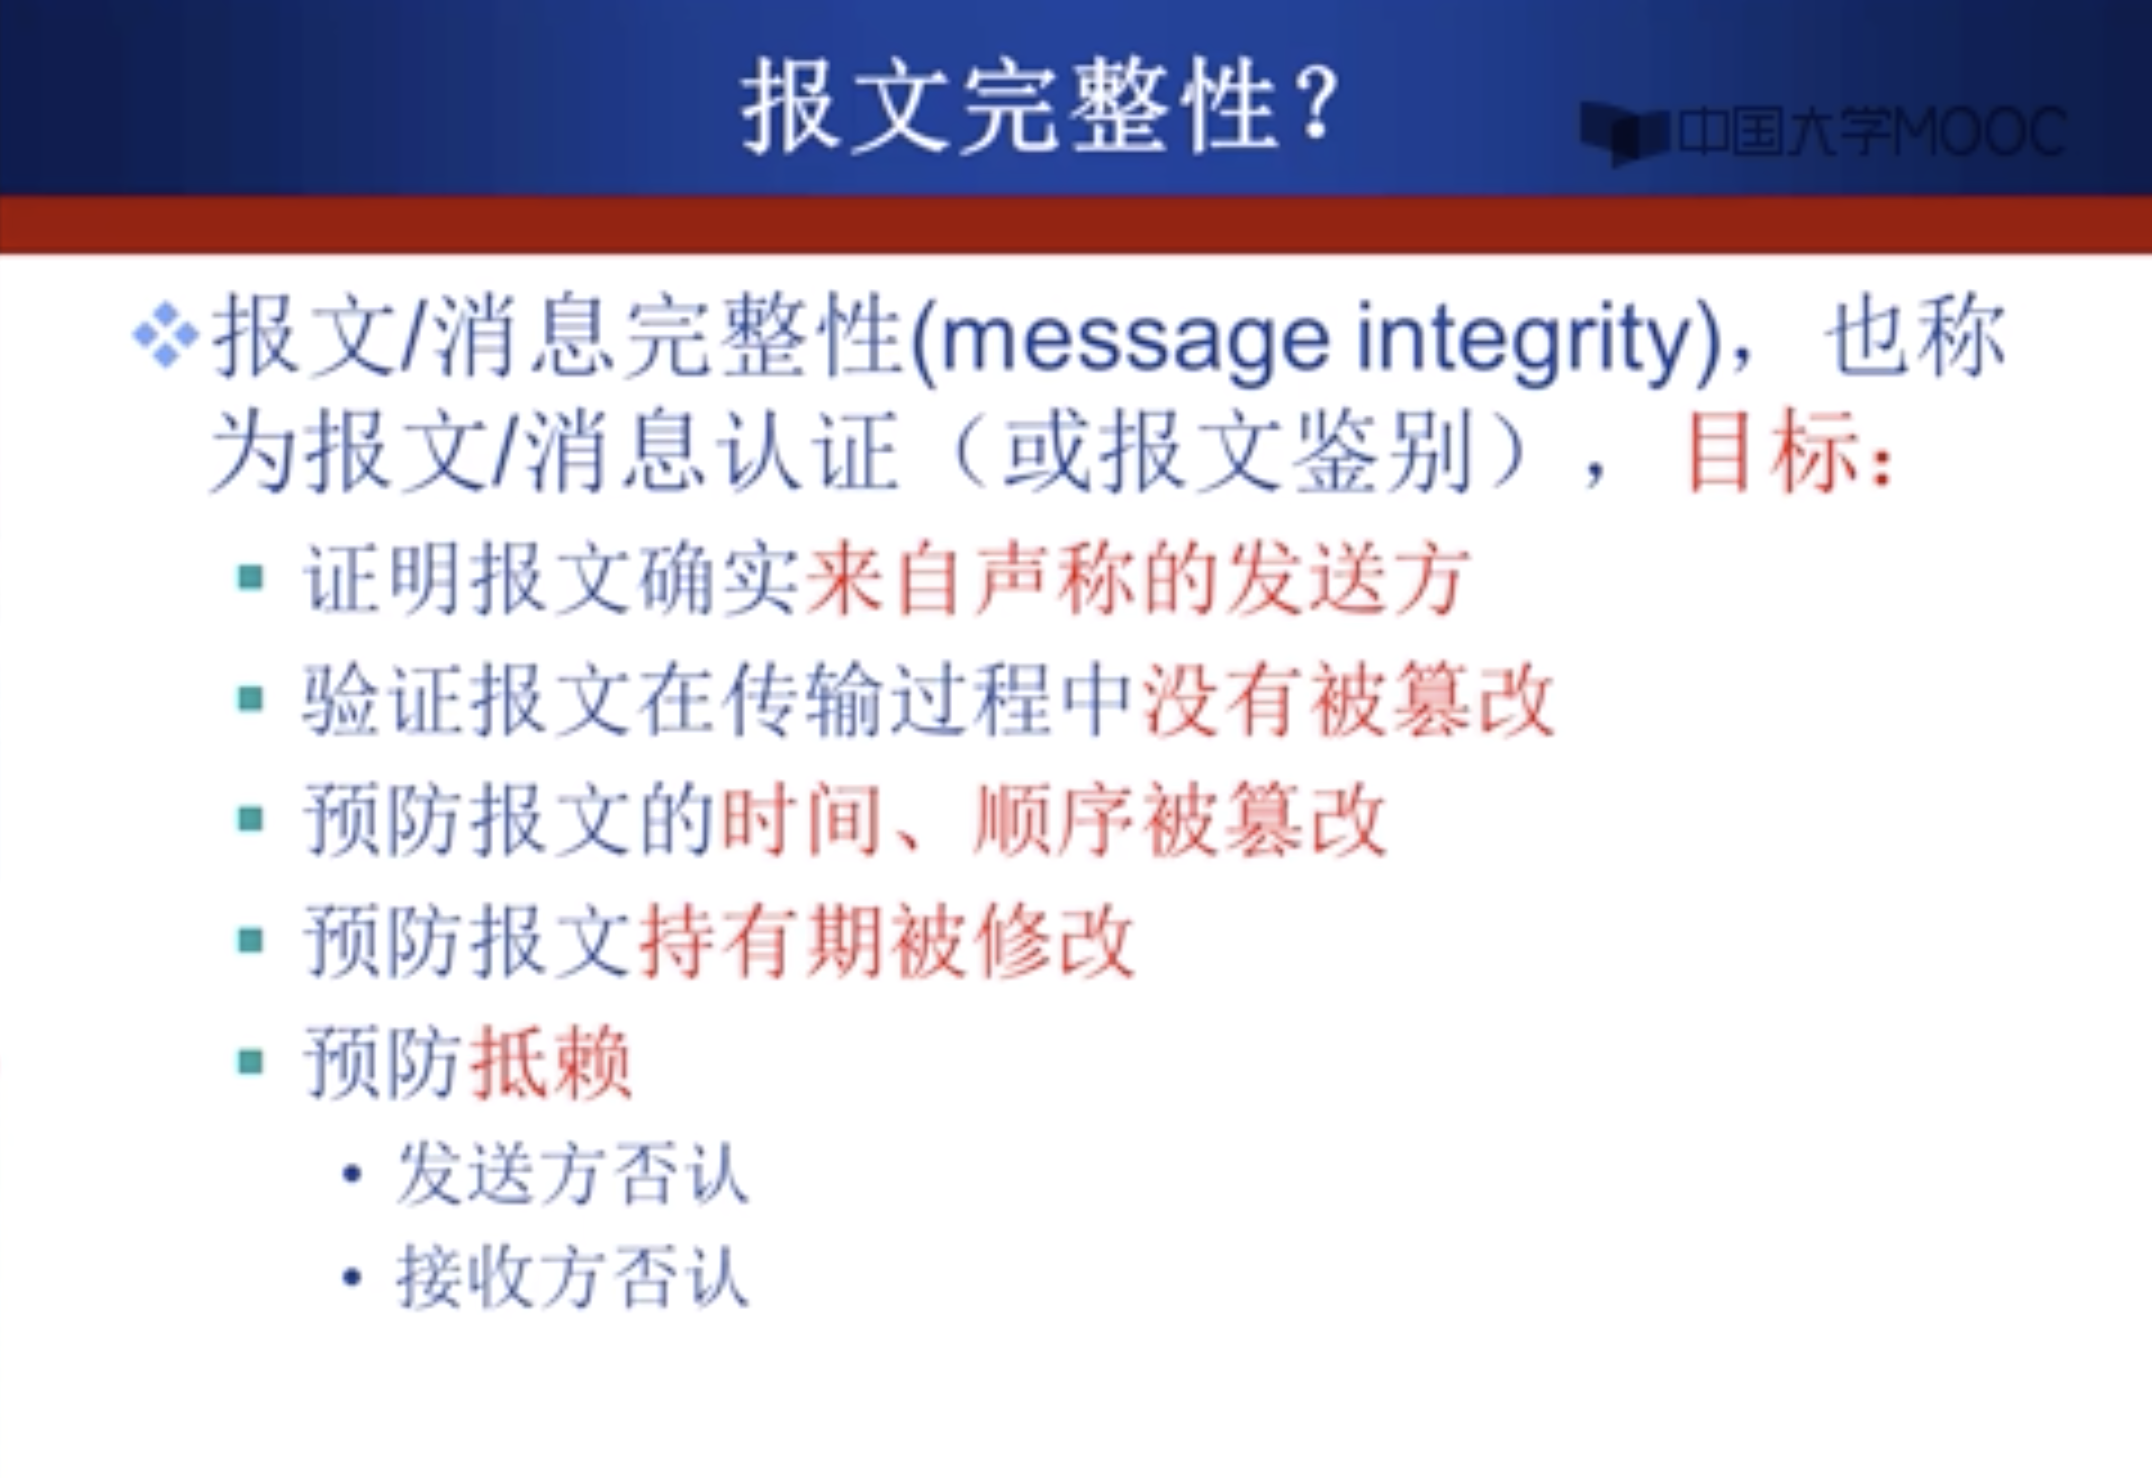 报文完整性？
中国大学MOOC
报文/消息完整性(message integrity)，也称
为报文/消息认证（或报文鉴别），目标：
证明报文确实来自声称的发送方
验证报文在传输过程中没有被篡改
预防报文的时间、顺序被篡改
预防报文持有期被修改
预防抵赖
• 发送方否认
• 接收方否认